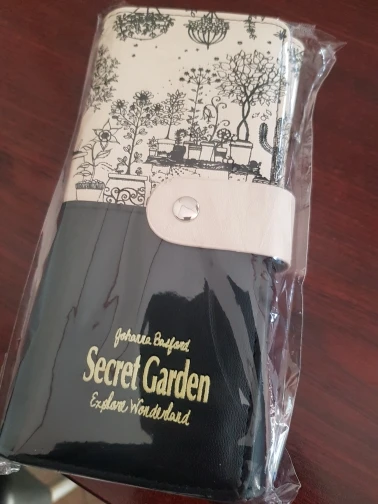 Johanna Basford
Secret Garden
Explore Wonderland